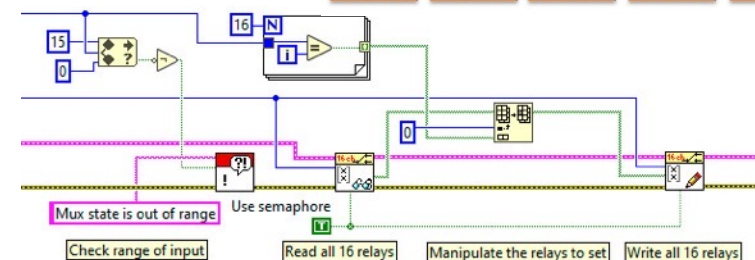 16 N
15
i =
?
0
0
16 ch
16 ch
?!
!
Mux state is out of range
Use semaphore
T
Check range of input
Read all 16 relays
Manipulate the relays to set
Write all 16 relays